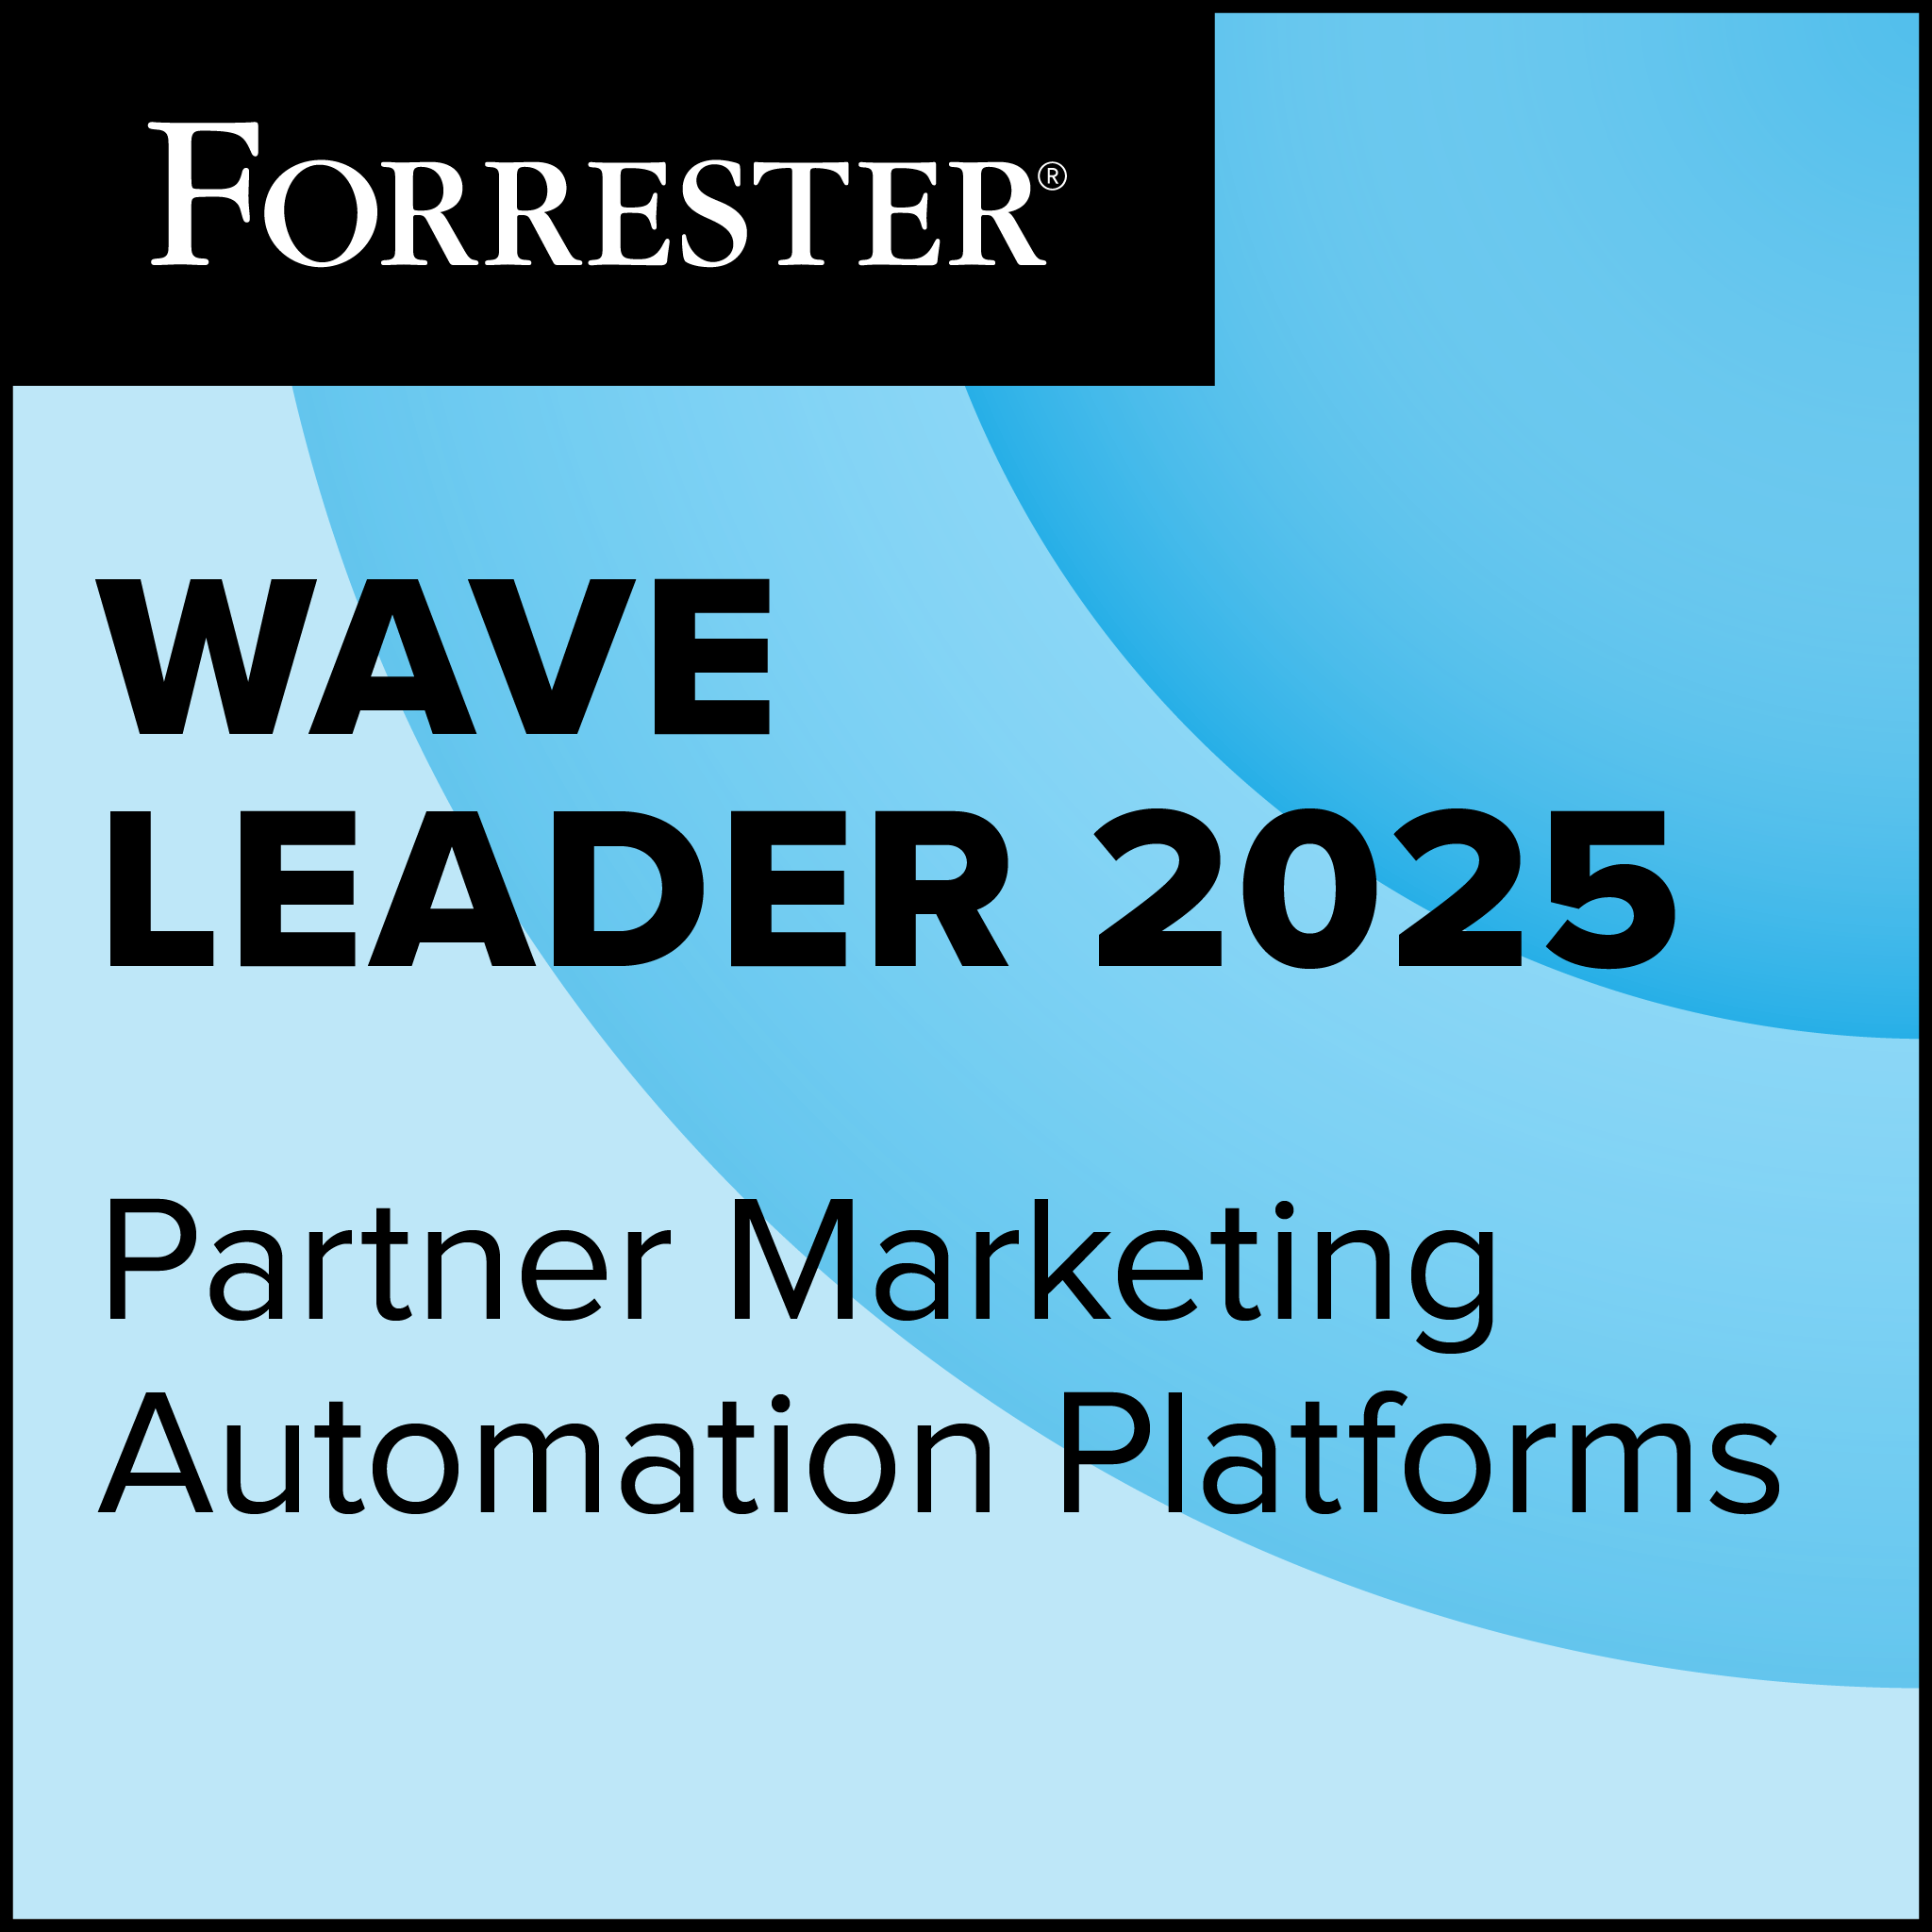 FORRESTER®
WAVE
LEADER 2025
Partner Marketing
Automation Platforms